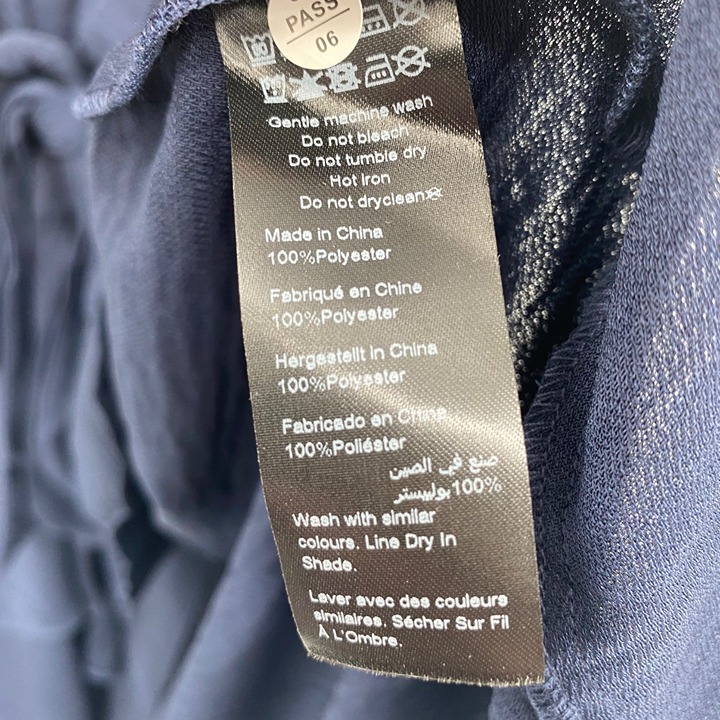 PASS
06
Gentle machine wash
Do not bleach
Do not tumble dry
Hot Iron
Do not dryclean
Made in China
100%Polyester
Fabriqué en Chine
100%Polyester
Hergestellt in China
100%Polyester
Fabricado en China
100%Poliéster
صنع في الصين
100%بولييستر
Wash with similar
colours. Line Dry In
Shade.
Laver avec des couleurs
similaires. Sécher Sur Fil
À L'Ombre.